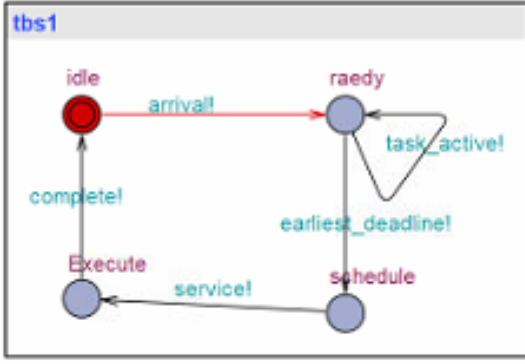 tbs1
idle
raedy
arrival!
task_active!
complete!
earliest_deadline!
Execute
schedule
service!